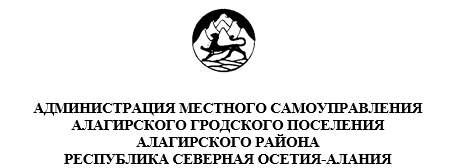 АДМИНИСТРАЦИЯ МЕСТНОГО САМОУПРАВЛЕНИЯ
АЛАГИРСКОГО ГРОДСКОГО ПОСЕЛЕНИЯ
АЛАГИРСКОГО РАЙОНА
РЕСПУБЛИКА СЕВЕРНАЯ ОСЕТИЯ-АЛАНИЯ